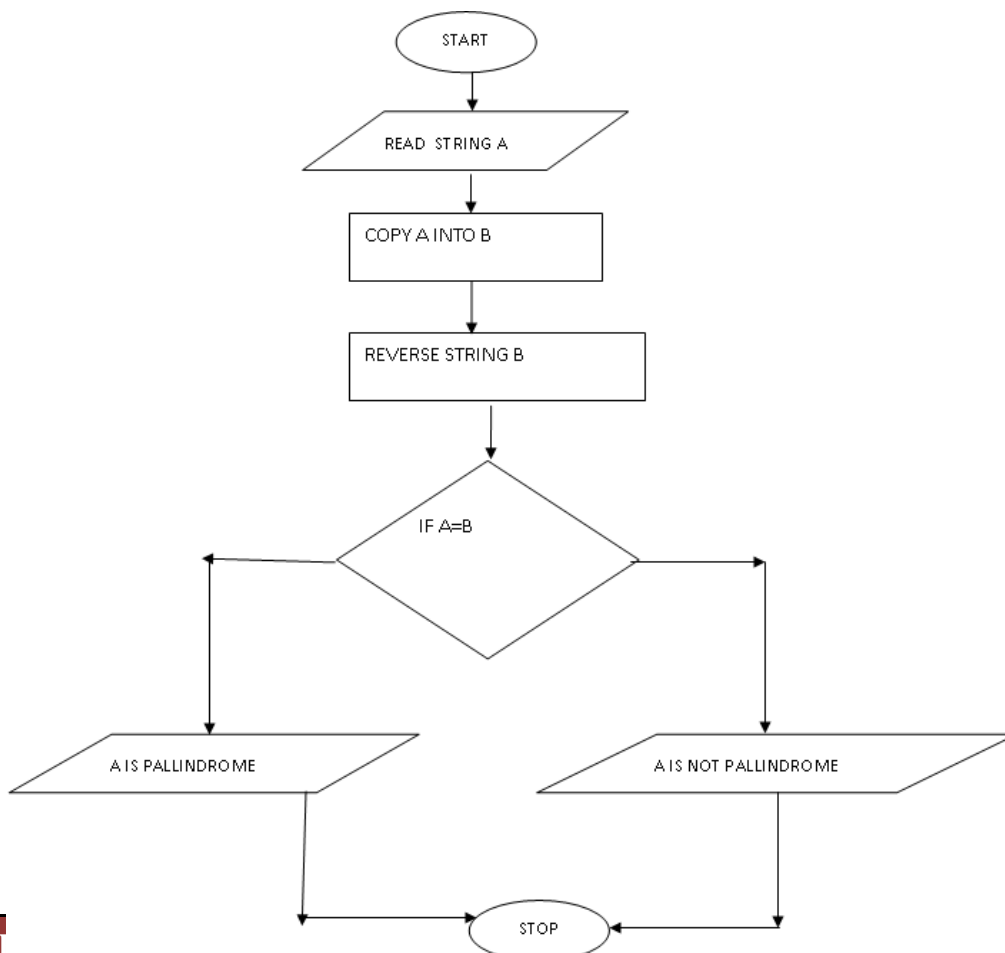 START
READ STRING A
COPY A INTO B
REVERSE STRING B
IF A=B
A IS PALLINDROME
A IS NOT PALLINDROME
STOP